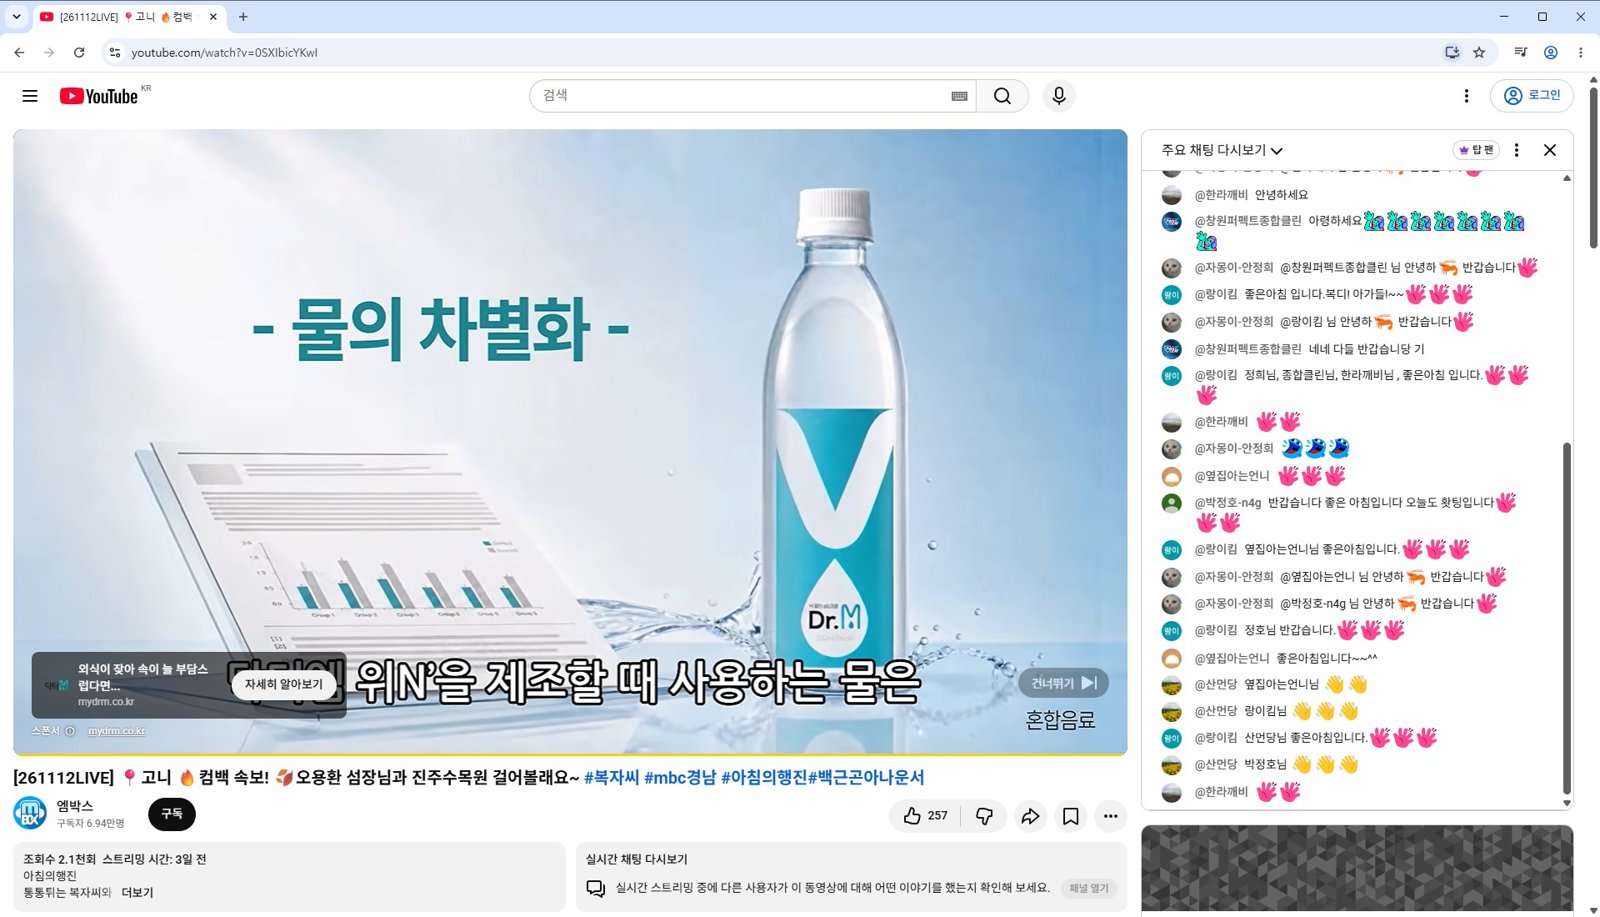 [261112LIVE] 📍고니 🔥컴백
youtube.com/watch?v=0SXIbicYKwI
YouTube KR
검색
로그인
- 물의 차별화 -
Dr.M
위N'을 제조할 때 사용하는 물은
외식이 잦아 속이 늘 부담스
럽다면...
mydrm.co.kr
자세히 알아보기
건너뛰기
혼합음료
스폰서 mydrm.co.kr
[261112LIVE] 📍고니 🔥컴백 속보! 오용환 섬장님과 진주수목원 걸어볼래요~ #복자씨 #mbc경남 #아침의행진#백근곤아나운서
엠박스
구독자 6.94만명
구독
257
조회수 2.1천회 스트리밍 시간: 3일 전
아침의행진
통통튀는 복자씨와 더보기
실시간 채팅 다시보기
실시간 스트리밍 중에 다른 사용자가 이 동영상에 대해 어떤 이야기를 했는지 확인해 보세요.
패널 열기
주요 채팅 다시보기
탑 팬
@한라깨비 안녕하세요
@창원퍼펙트종합클린 아령하세요
@자몽이-안정희 @창원퍼펙트종합클린 님 안녕하🦐 반갑습니다
@랑이킴 좋은아침 입니다.복디! 아가들!~~
@자몽이-안정희 @랑이킴 님 안녕하🦐 반갑습니다
@창원퍼펙트종합클린 네네 다들 반갑습니당 기
@랑이킴 정희님, 종합클린님, 한라깨비님 , 좋은아침 입니다.
@한라깨비
@자몽이-안정희
@옆집아는언니
@박정호-n4g 반갑습니다 좋은 아침입니다 오늘도 홧팅입니다
@랑이킴 옆집아는언니님 좋은아침입니다.
@자몽이-안정희 @옆집아는언니 님 안녕하🦐 반갑습니다
@자몽이-안정희 @박정호-n4g 님 안녕하🦐 반갑습니다
@랑이킴 정호님 반갑습니다.
@옆집아는언니 좋은아침입니다~~^^
@산먼당 옆집아는언니님 👋👋
@산먼당 랑이킴님 👋👋👋
@랑이킴 산먼당님 좋은아침입니다.
@산먼당 박정호님 👋👋👋
@한라깨비